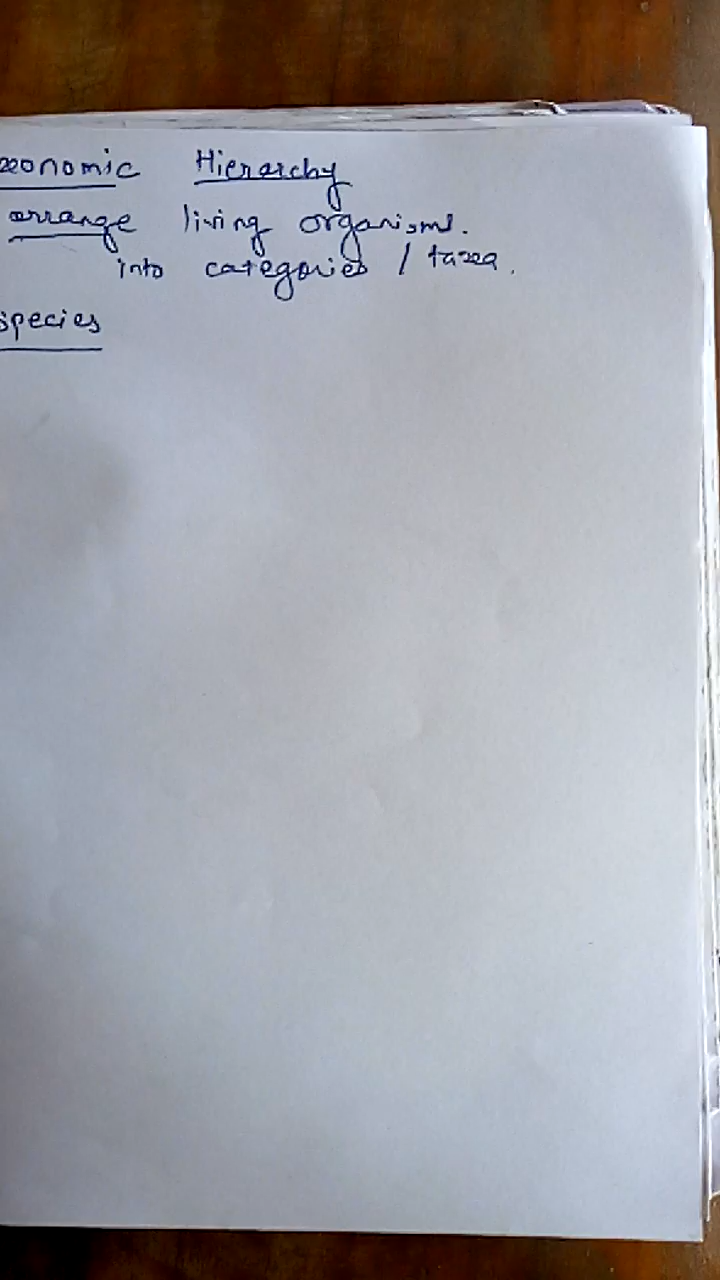 xonomic Hierarchy
arrange living organisms.
into categories / taxa.
species